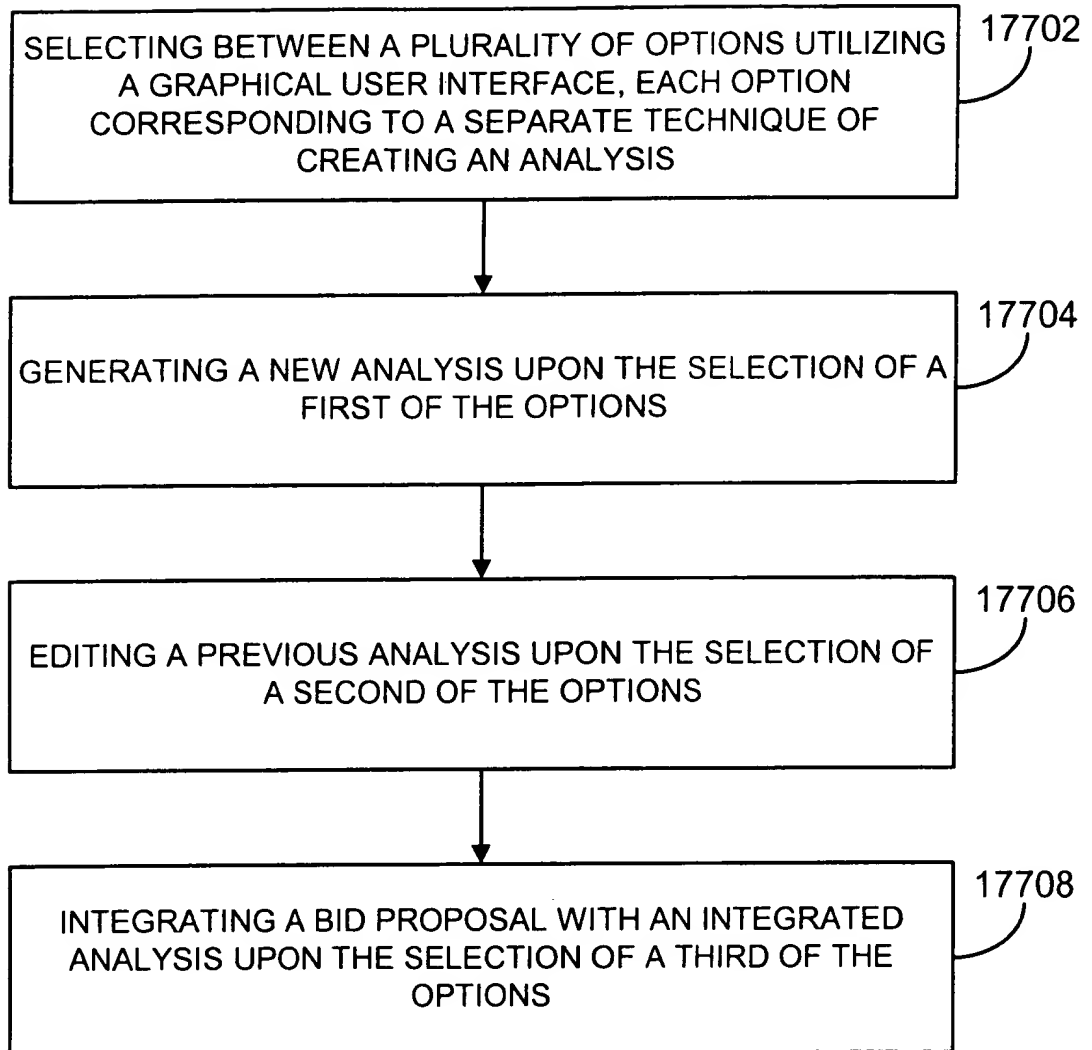 SELECTING BETWEEN A PLURALITY OF OPTIONS UTILIZING
A GRAPHICAL USER INTERFACE, EACH OPTION
CORRESPONDING TO A SEPARATE TECHNIQUE OF
CREATING AN ANALYSIS
17702
GENERATING A NEW ANALYSIS UPON THE SELECTION OF A
FIRST OF THE OPTIONS
17704
EDITING A PREVIOUS ANALYSIS UPON THE SELECTION OF
A SECOND OF THE OPTIONS
17706
INTEGRATING A BID PROPOSAL WITH AN INTEGRATED
ANALYSIS UPON THE SELECTION OF A THIRD OF THE
OPTIONS
17708